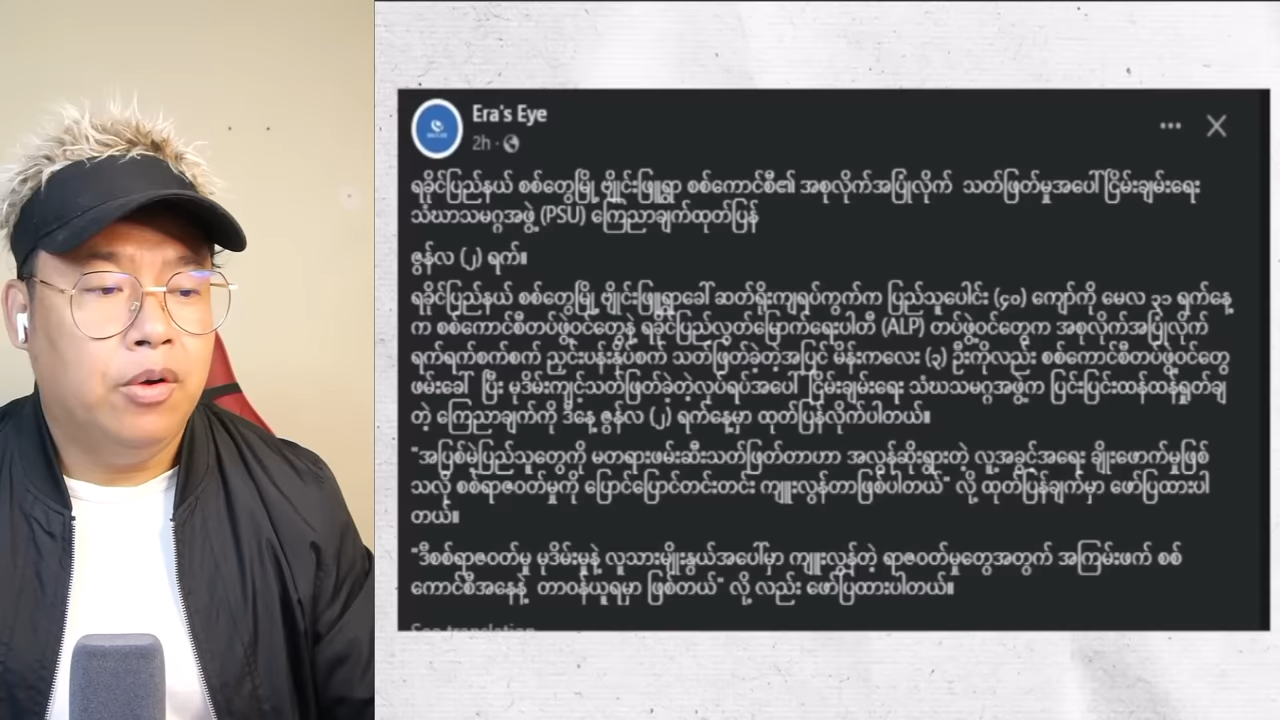 Era's Eye
2h
ရခိုင်ပြည်နယ် စစ်တွေမြို့ ဗျိုင်းဖြူရွာ စစ်ကောင်စီ၏ အစုလိုက်အပြုံလိုက် သတ်ဖြတ်မှုအပေါ် ငြိမ်းချမ်းရေး
သံဃာသမဂ္ဂအဖွဲ့ (PSU) ကြေညာချက်ထုတ်ပြန်
ဇွန်လ (၂) ရက်။
ရခိုင်ပြည်နယ် စစ်တွေမြို့ ဗျိုင်းဖြူရွာခေါ် ဆတ်ရိုးကျရပ်ကွက်က ပြည်သူပေါင်း (၄၀) ကျော်ကို မေလ ၃၁ ရက်နေ့
က စစ်ကောင်စီတပ်ဖွဲ့ဝင်တွေနဲ့ ရခိုင်ပြည်လွတ်မြောက်ရေးပါတီ (ALP) တပ်ဖွဲ့ဝင်တွေက အစုလိုက်အပြုံလိုက်
ရက်ရက်စက်စက် ညှင်းပန်းနှိပ်စက် သတ်ဖြတ်ခဲ့တဲ့အပြင် မိန်းကလေး (၃) ဦးကိုလည်း စစ်ကောင်စီတပ်ဖွဲ့ဝင်တွေ
ဖမ်းခေါ် ပြီး မုဒိမ်းကျင့်သတ်ဖြတ်ခဲ့တဲ့လုပ်ရပ်အပေါ် ငြိမ်းချမ်းရေး သံဃသမဂ္ဂအဖွဲ့က ပြင်းပြင်းထန်ထန်ရှုတ်ချ
တဲ့ ကြေညာချက်ကို ဒီနေ့ ဇွန်လ (၂) ရက်နေ့မှာ ထုတ်ပြန်လိုက်ပါတယ်။
"အပြစ်မဲ့ပြည်သူတွေကို မတရားဖမ်းဆီးသတ်ဖြတ်တာဟာ အလွန်ဆိုးရွားတဲ့ လူ့အခွင့်အရေး ချိုးဖောက်မှုဖြစ်
သလို စစ်ရာဇဝတ်မှုကို ပြောင်ပြောင်တင်းတင်း ကျူးလွန်တာဖြစ်ပါတယ်" လို့ ထုတ်ပြန်ချက်မှာ ဖော်ပြထားပါ
တယ်။
"ဒီစစ်ရာဇဝတ်မှု မုဒိမ်းမှုနဲ့ လူသားမျိုးနွယ်အပေါ်မှာ ကျူးလွန်တဲ့ ရာဇဝတ်မှုတွေအတွက် အကြမ်းဖက် စစ်
ကောင်စီအနေနဲ့ တာဝန်ယူရမှာ ဖြစ်တယ်" လို့ လည်း ဖော်ပြထားပါတယ်။